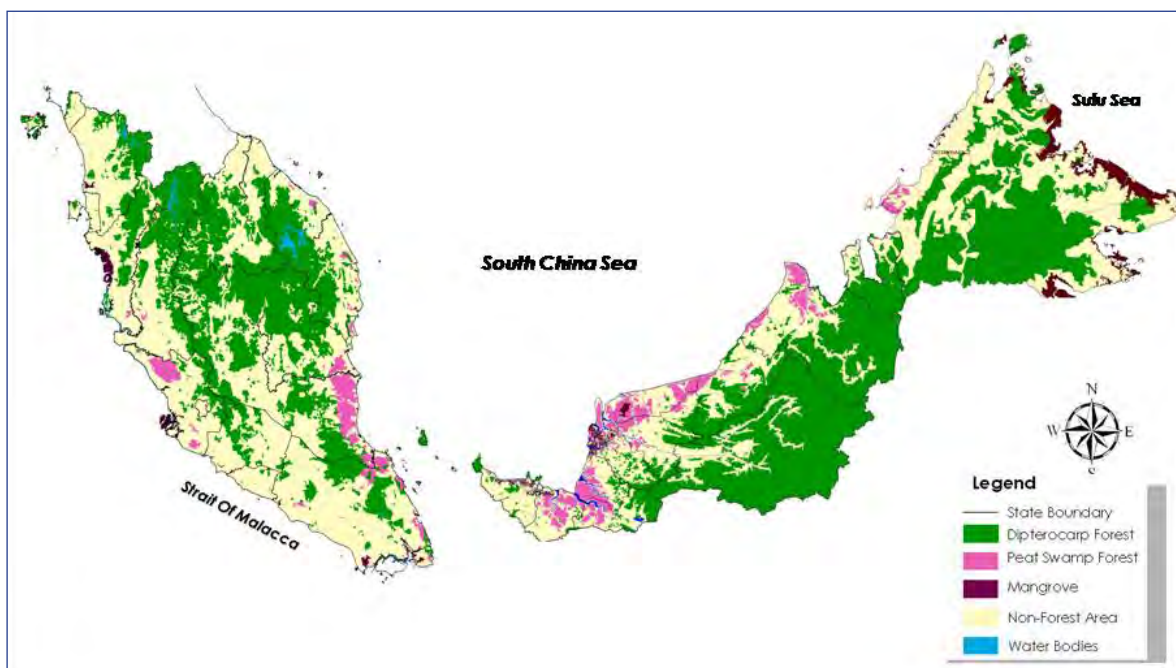 Sulu Sea
South China Sea
Strait Of Malacca
N
W
E
Legend
State Boundary
Dipterocarp Forest
Peat Swamp Forest
Mangrove
Non-Forest Area
Water Bodies